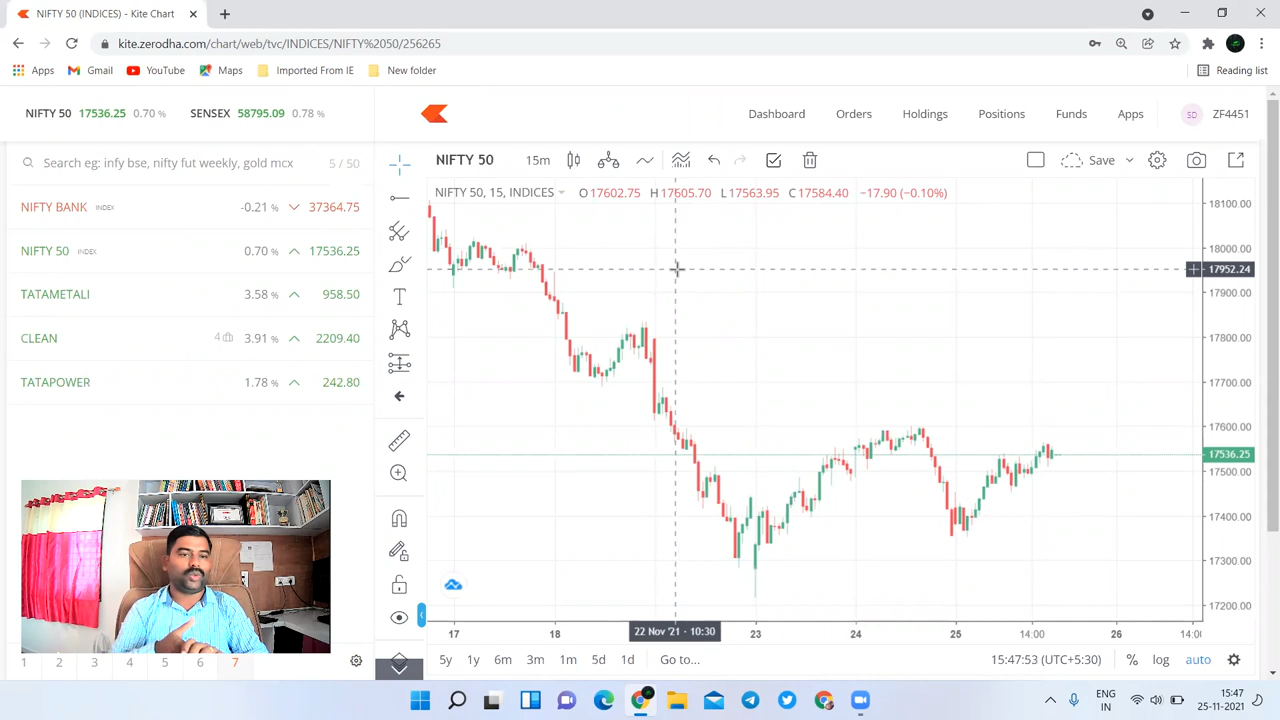 NIFTY 50 (INDICES) - Kite Chart
kite.zerodha.com/chart/web/tvc/INDICES/NIFTY%2050/256265
Apps Gmail YouTube Maps Imported From IE New folder Reading list
NIFTY 50 17536.25 0.70 % SENSEX 58795.09 0.78 %
Dashboard Orders Holdings Positions Funds Apps SD ZF4451
Search eg: infy bse, nifty fut weekly, gold mcx 5 / 50
NIFTY 50 15m Save
NIFTY 50, 15, INDICES O17602.75 H17605.70 L17563.95 C17584.40 −17.90 (−0.10%)
NIFTY BANK INDEX -0.21 % 37364.75
NIFTY 50 INDEX 0.70 % 17536.25
TATAMETALI 3.58 % 958.50
CLEAN 4 3.91 % 2209.40
TATAPOWER 1.78 % 242.80
18100.00
18000.00
17952.24
17900.00
17800.00
17700.00
17600.00
17536.25
17500.00
17400.00
17300.00
17200.00
17 18 22 Nov '21 - 10:30 23 24 25 14:00 26 14:00
1 2 3 4 5 6 7
5y 1y 6m 3m 1m 5d 1d Go to... 15:47:53 (UTC+5:30) % log auto
ENG
IN
15:47
25-11-2021